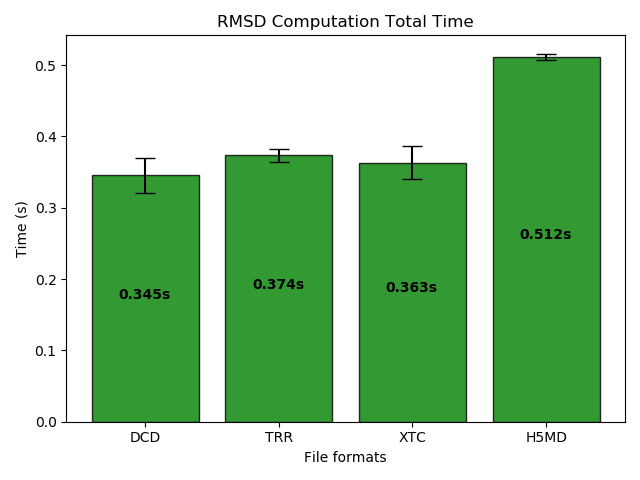 RMSD Computation Total Time
Time (s)
0.5
0.4
0.3
0.2
0.1
0.0
0.345s
0.374s
0.363s
0.512s
DCD
TRR
XTC
H5MD
File formats